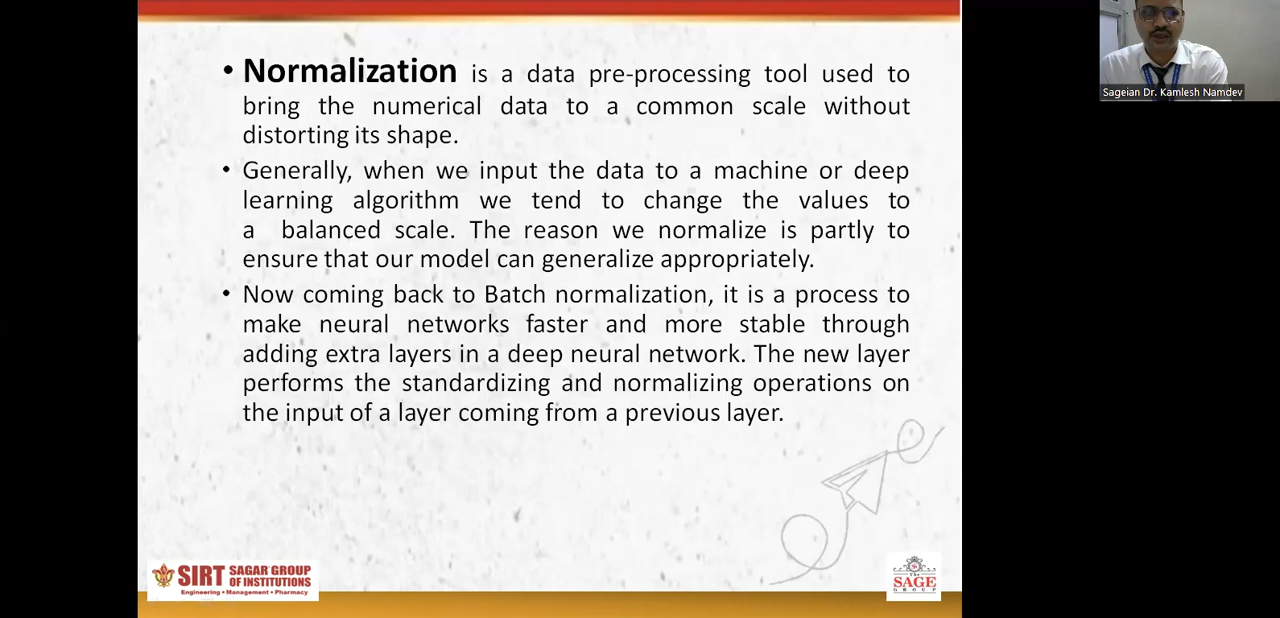 • Normalization is a data pre-processing tool used to
bring the numerical data to a common scale without
distorting its shape.
• Generally, when we input the data to a machine or deep
learning algorithm we tend to change the values to
a balanced scale. The reason we normalize is partly to
ensure that our model can generalize appropriately.
• Now coming back to Batch normalization, it is a process to
make neural networks faster and more stable through
adding extra layers in a deep neural network. The new layer
performs the standardizing and normalizing operations on
the input of a layer coming from a previous layer.
Sageian Dr. Kamlesh Namdev
SIRT SAGAR GROUP
OF INSTITUTIONS
Engineering • Management • Pharmacy
The
SAGE
GROUP